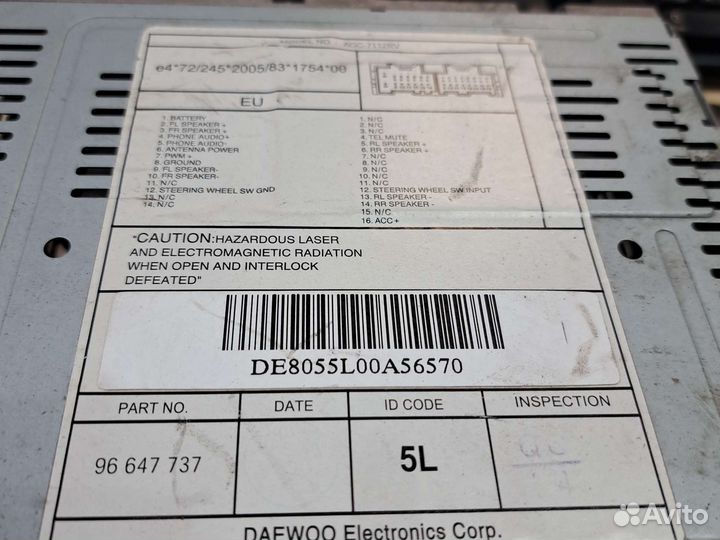 MODEL NO. : AGC-7112RV
e4*72/245*2005/83*1754*00
EU
1. BATTERY
2. FL SPEAKER +
3. FR SPEAKER +
4. PHONE AUDIO+
5. PHONE AUDIO-
6. ANTENNA POWER
7. PWM +
8. GROUND
9. FL SPEAKER-
10. FR SPEAKER-
11. N/C
12. STEERING WHEEL SW GND
13. N/C
14. N/C
1. N/C
2. N/C
3. N/C
4. TEL MUTE
5. RL SPEAKER +
6. RR SPEAKER +
7. N/C
8. N/C
9. N/C
10. N/C
11. N/C
12. STEERING WHEEL SW INPUT
13. RL SPEAKER -
14. RR SPEAKER -
15. N/C
16. ACC +
"CAUTION:HAZARDOUS LASER
AND ELECTROMAGNETIC RADIATION
WHEN OPEN AND INTERLOCK
DEFEATED"
DE8055L00A56570
PART NO. DATE ID CODE INSPECTION
96 647 737 5L
DAEWOO Electronics Corp.
Avito